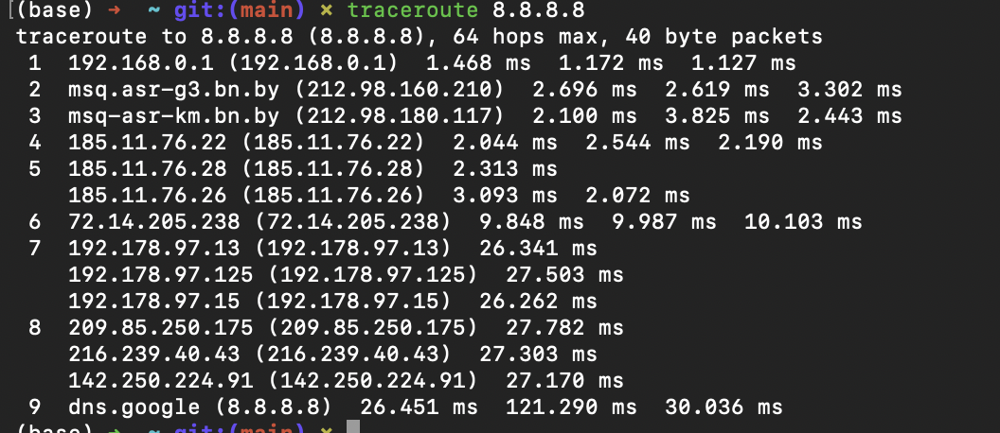 (base) ➜  ~ git:(main) × traceroute 8.8.8.8
traceroute to 8.8.8.8 (8.8.8.8), 64 hops max, 40 byte packets
 1  192.168.0.1 (192.168.0.1)  1.468 ms  1.172 ms  1.127 ms
 2  msq.asr-g3.bn.by (212.98.160.210)  2.696 ms  2.619 ms  3.302 ms
 3  msq-asr-km.bn.by (212.98.180.117)  2.100 ms  3.825 ms  2.443 ms
 4  185.11.76.22 (185.11.76.22)  2.044 ms  2.544 ms  2.190 ms
 5  185.11.76.28 (185.11.76.28)  2.313 ms
    185.11.76.26 (185.11.76.26)  3.093 ms  2.072 ms
 6  72.14.205.238 (72.14.205.238)  9.848 ms  9.987 ms  10.103 ms
 7  192.178.97.13 (192.178.97.13)  26.341 ms
    192.178.97.125 (192.178.97.125)  27.503 ms
    192.178.97.15 (192.178.97.15)  26.262 ms
 8  209.85.250.175 (209.85.250.175)  27.782 ms
    216.239.40.43 (216.239.40.43)  27.303 ms
    142.250.224.91 (142.250.224.91)  27.170 ms
 9  dns.google (8.8.8.8)  26.451 ms  121.290 ms  30.036 ms
(base) ➜  ~ git:(main) ×